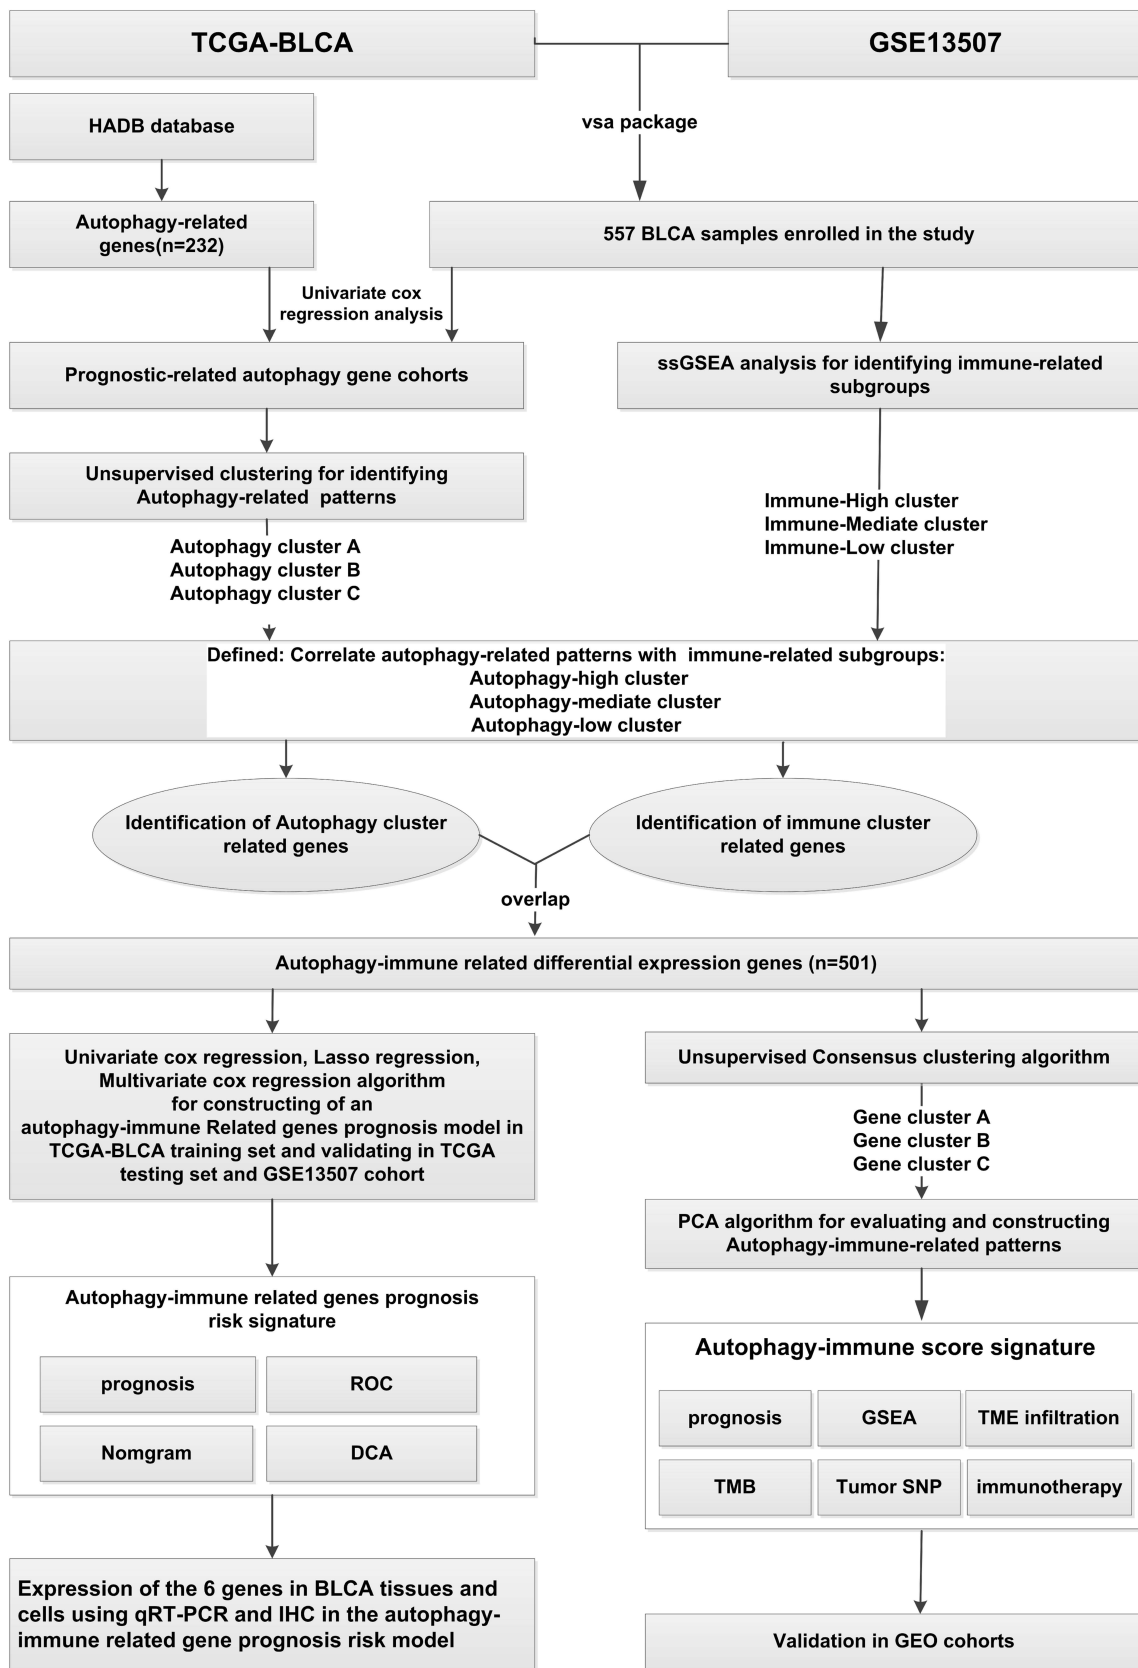 TCGA-BLCA
GSE13507
HADB database
vsa package
Autophagy-related
genes(n=232)
557 BLCA samples enrolled in the study
Univariate cox
regression analysis
Prognostic-related autophagy gene cohorts
ssGSEA analysis for identifying immune-related
subgroups
Unsupervised clustering for identifying
Autophagy-related patterns
Immune-High cluster
Immune-Mediate cluster
Immune-Low cluster
Autophagy cluster A
Autophagy cluster B
Autophagy cluster C
Defined: Correlate autophagy-related patterns with immune-related subgroups:
Autophagy-high cluster
Autophagy-mediate cluster
Autophagy-low cluster
Identification of Autophagy cluster
related genes
Identification of immune cluster
related genes
overlap
Autophagy-immune related differential expression genes (n=501)
Univariate cox regression, Lasso regression,
Multivariate cox regression algorithm
for constructing of an
autophagy-immune Related genes prognosis model in
TCGA-BLCA training set and validating in TCGA
testing set and GSE13507 cohort
Unsupervised Consensus clustering algorithm
Gene cluster A
Gene cluster B
Gene cluster C
PCA algorithm for evaluating and constructing
Autophagy-immune-related patterns
Autophagy-immune related genes prognosis
risk signature
prognosis
ROC
Nomgram
DCA
Autophagy-immune score signature
prognosis
GSEA
TME infiltration
TMB
Tumor SNP
immunotherapy
Expression of the 6 genes in BLCA tissues and
cells using qRT-PCR and IHC in the autophagy-
immune related gene prognosis risk model
Validation in GEO cohorts